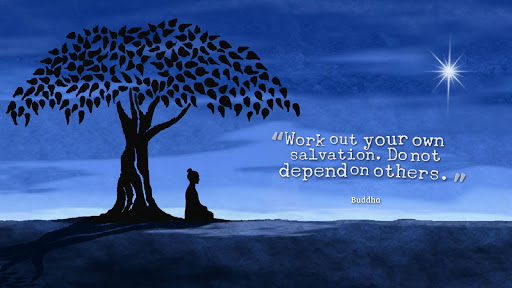 “Work out your own
salvation. Do not
depend on others.”
Buddha